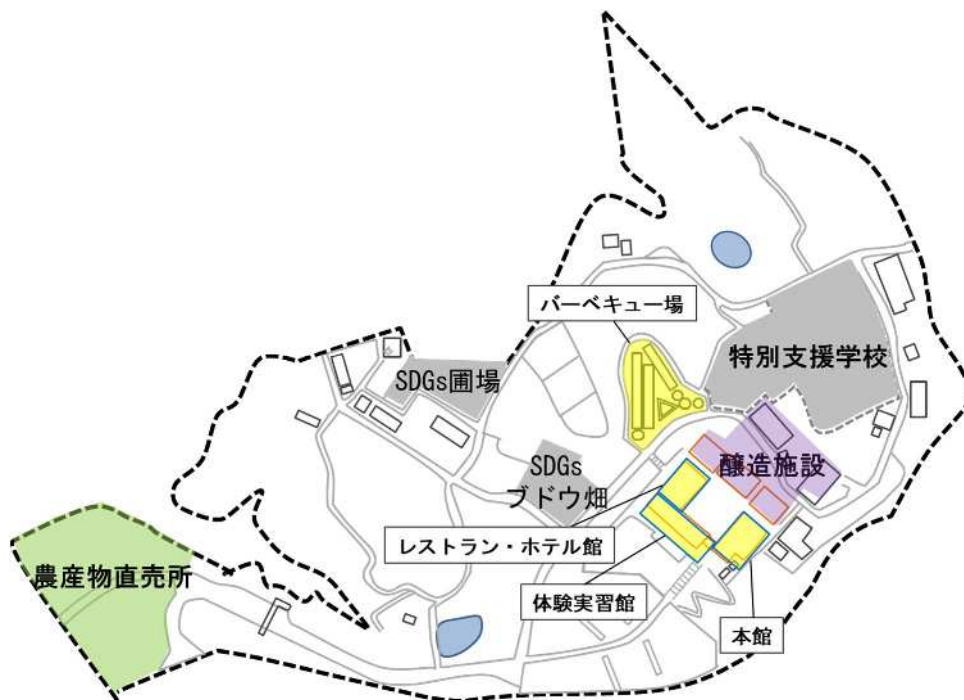 バーベキュー場
特別支援学校
SDGs圃場
醸造施設
SDGs
ブドウ畑
レストラン・ホテル館
農産物直売所
体験実習館
本館